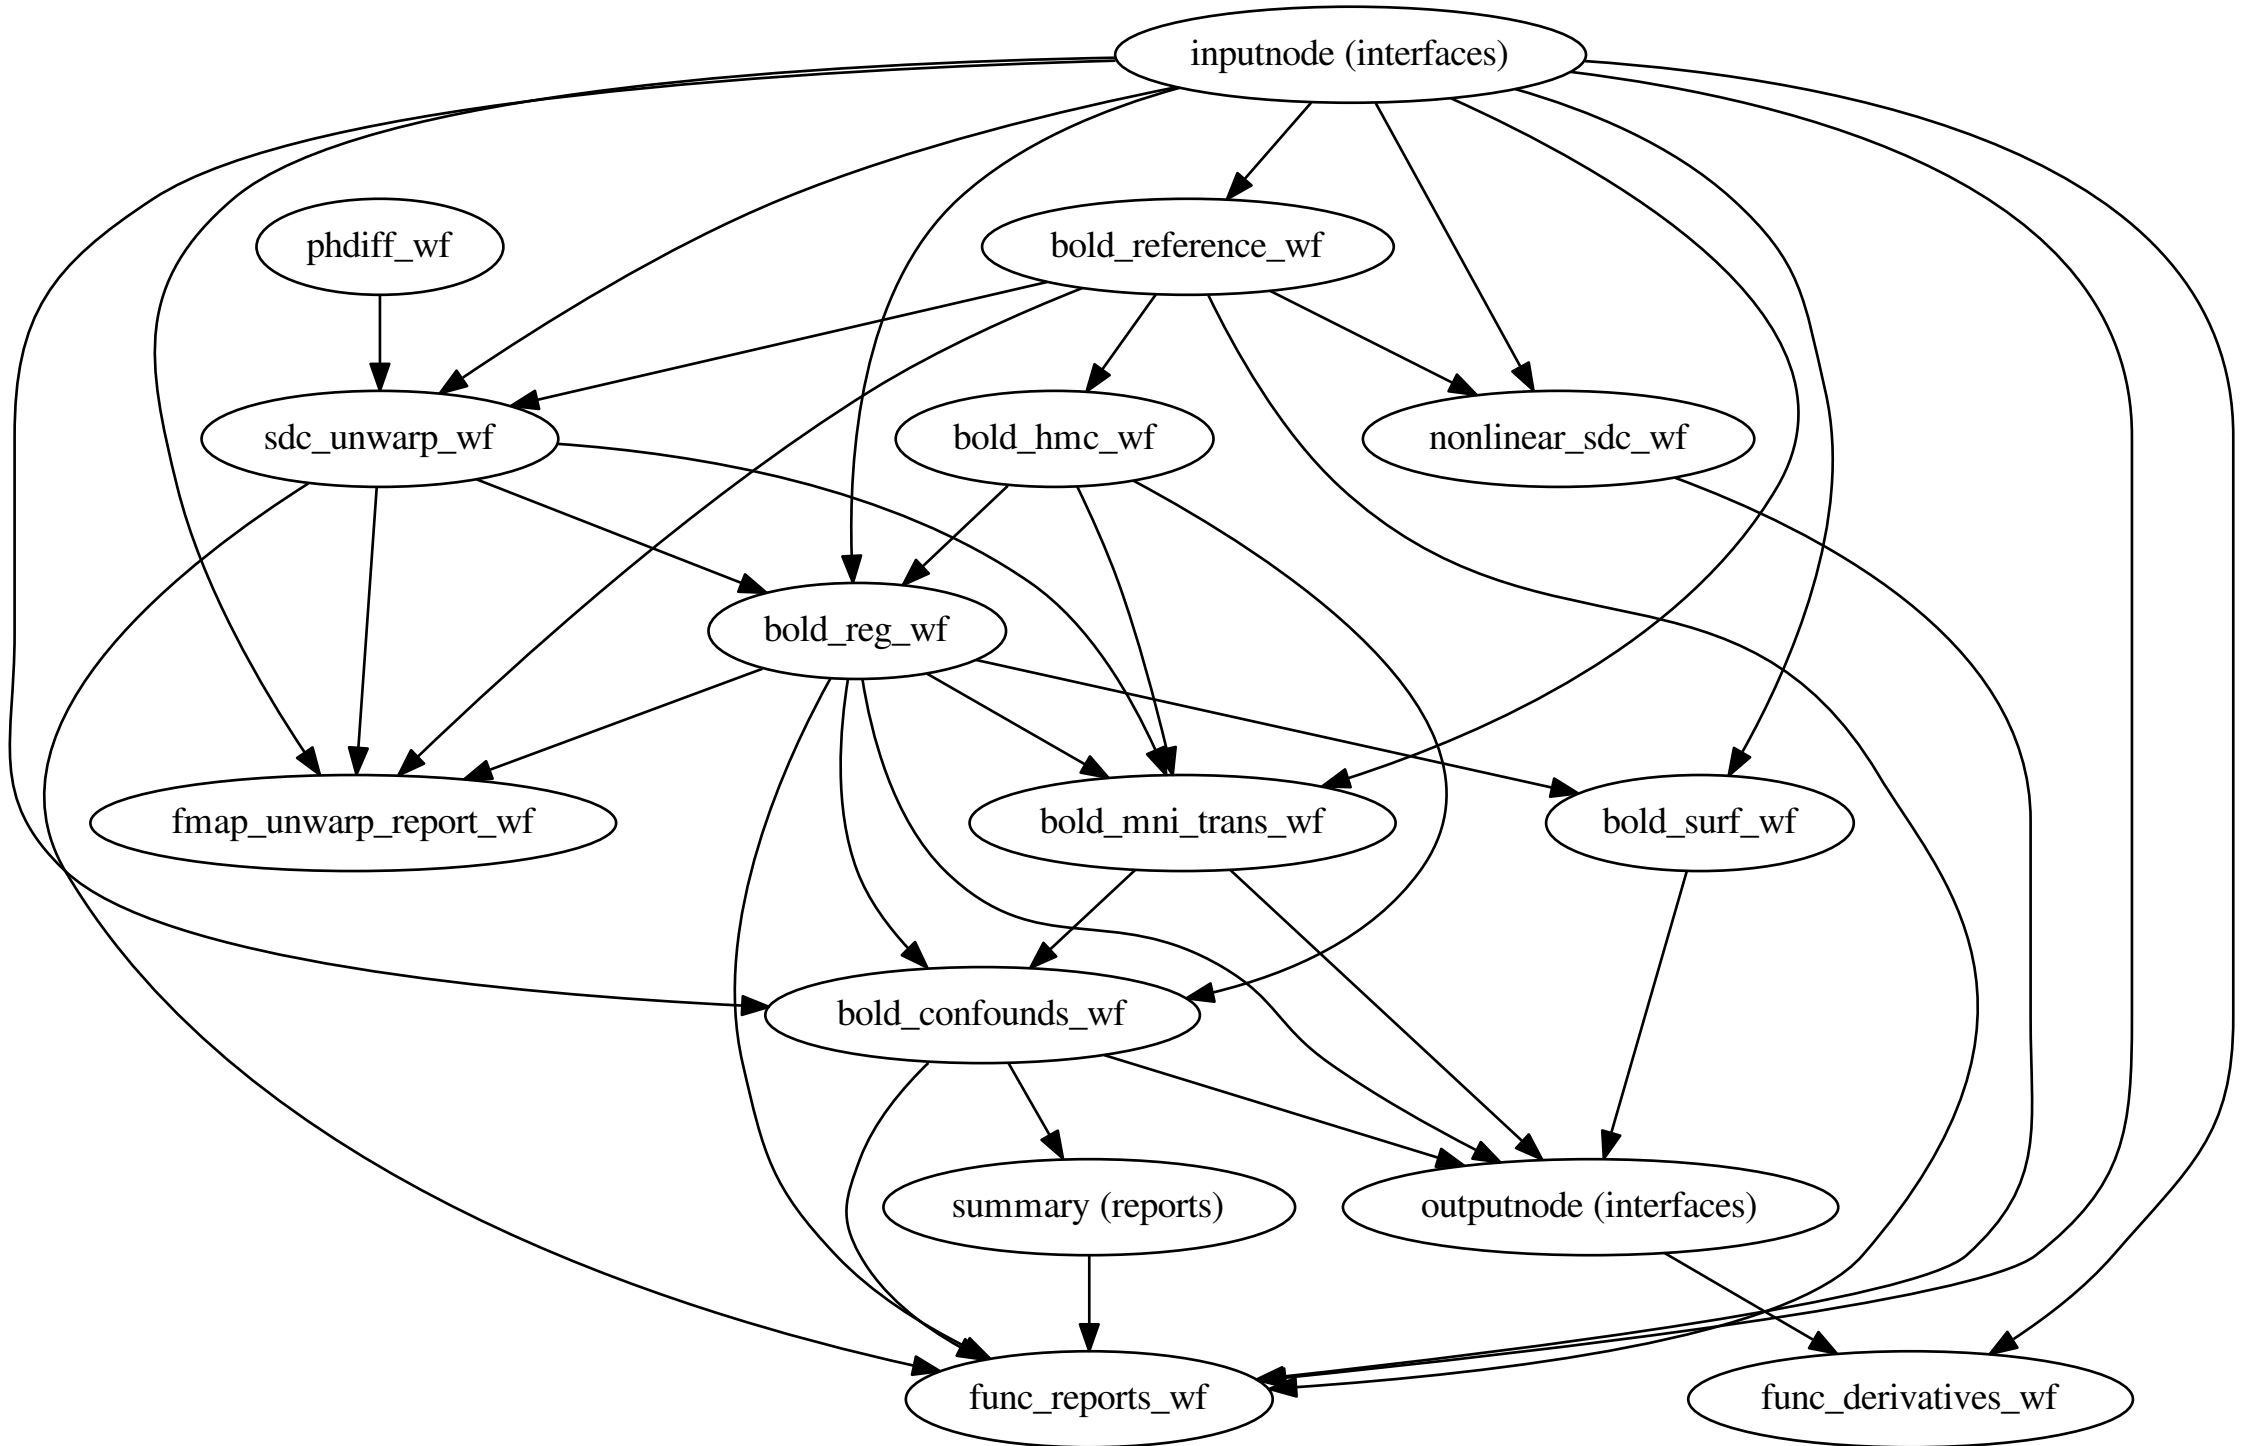 inputnode (interfaces)
phdiff_wf
bold_reference_wf
sdc_unwarp_wf
bold_hmc_wf
nonlinear_sdc_wf
bold_reg_wf
fmap_unwarp_report_wf
bold_mni_trans_wf
bold_surf_wf
bold_confounds_wf
summary (reports)
outputnode (interfaces)
func_reports_wf
func_derivatives_wf